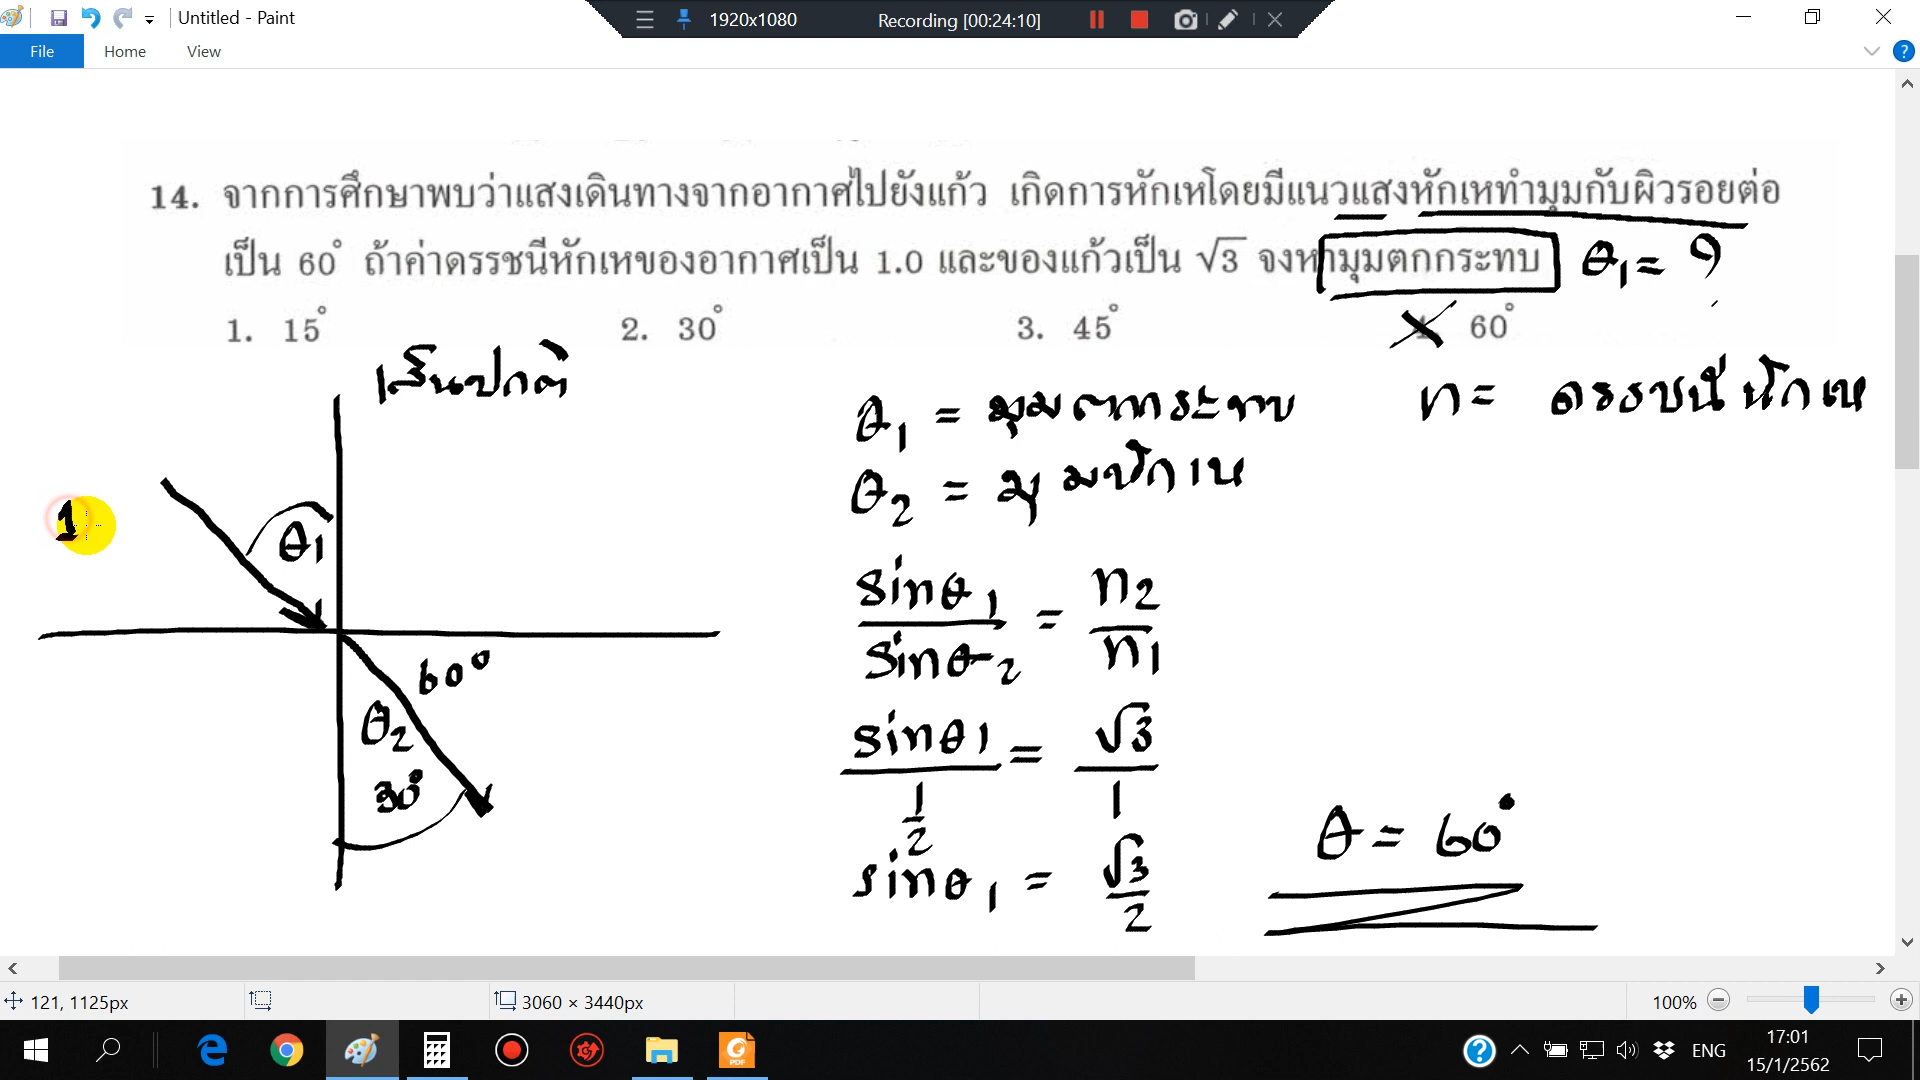 Untitled - Paint
1920x1080
Recording [00:24:10]
File
Home
View
14. จากการศึกษาพบว่าแสงเดินทางจากอากาศไปยังแก้ว เกิดการหักเหโดยมีแนวแสงหักเหทำมุมกับผิวรอยต่อ
เป็น 60° ถ้าค่าดรรชนีหักเหของอากาศเป็น 1.0 และของแก้วเป็น √3 จงหามุมตกกระทบ θ1 = ?
1. 15°
2. 30°
3. 45°
4. 60°
เส้นปกติ
θ1 = มุมตกกระทบ
n = ดรรชนีหักเห
θ2 = มุมหักเห
1
θ1
sinθ1/sinθ2 = n2/n1
60°
θ2
30°
sinθ1/(1/2) = √3/1
θ = 60°
sinθ1 = √3/2
121, 1125px
3060 × 3440px
100%
ENG
17:01
15/1/2562